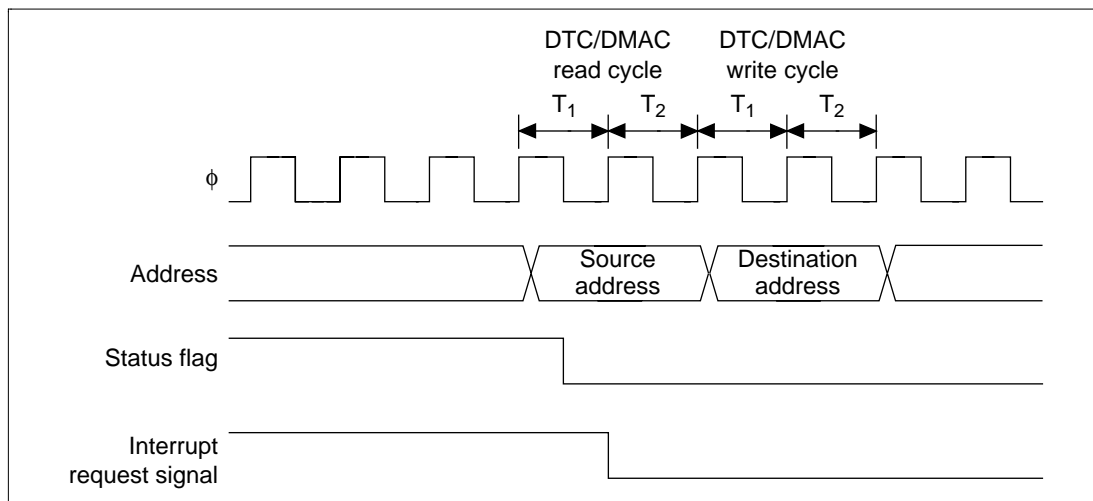 DTC/DMAC DTC/DMAC
read cycle write cycle
T1 T2 T1 T2
ϕ
Address
Source address
Destination address
Status flag
Interrupt
request signal